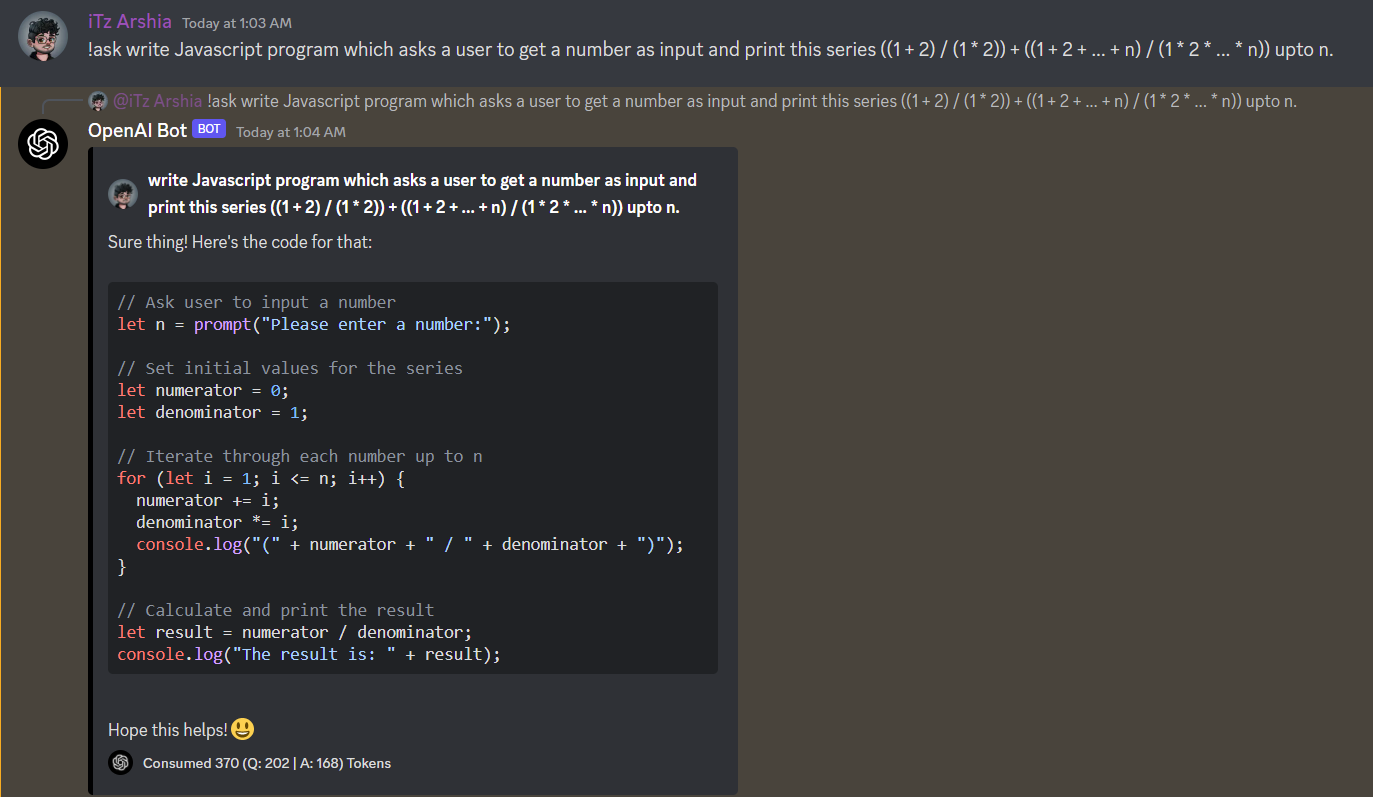 iTz Arshia Today at 1:03 AM
!ask write Javascript program which asks a user to get a number as input and print this series ((1 + 2) / (1 * 2)) + ((1 + 2 + ... + n) / (1 * 2 * ... * n)) upto n.
@iTz Arshia !ask write Javascript program which asks a user to get a number as input and print this series ((1 + 2) / (1 * 2)) + ((1 + 2 + ... + n) / (1 * 2 * ... * n)) upto n.
OpenAI Bot BOT Today at 1:04 AM
write Javascript program which asks a user to get a number as input and
print this series ((1 + 2) / (1 * 2)) + ((1 + 2 + ... + n) / (1 * 2 * ... * n)) upto n.
Sure thing! Here's the code for that:
// Ask user to input a number
let n = prompt("Please enter a number:");
// Set initial values for the series
let numerator = 0;
let denominator = 1;
// Iterate through each number up to n
for (let i = 1; i <= n; i++) {
  numerator += i;
  denominator *= i;
  console.log("(" + numerator + " / " + denominator + ")");
}
// Calculate and print the result
let result = numerator / denominator;
console.log("The result is: " + result);
Hope this helps! 😃
Consumed 370 (Q: 202 | A: 168) Tokens